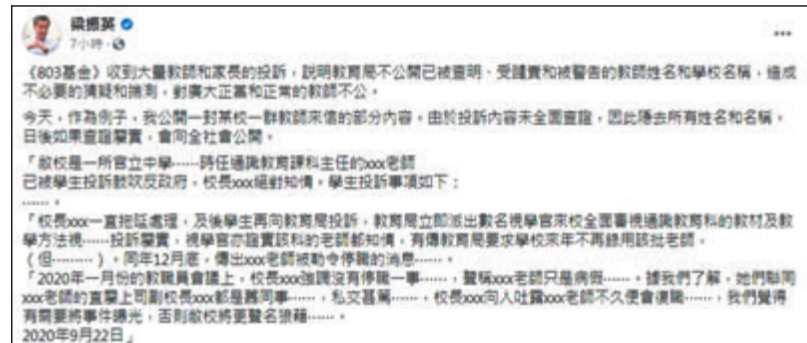 梁振英
7小時 ·
《803基金》收到大量教師和家長的投訴，說明教育局不公開已被查明、受譴責和被警告的教師姓名和學校名稱，造成
不必要的猜疑和揣測，對廣大正當和正常的教師不公。
今天，作為例子，我公開一封某校一群教師來信的部分內容。由於投訴內容未全面查證，因此隱去所有姓名和名稱。
日後如果查證屬實，會向全社會公開。
「敝校是一所官立中學……時任通識教育課科主任的xxx老師
已被學生投訴鼓吹反政府，校長xxx絕對知情。學生投訴事項如下：
……。
「校長xxx一直拖延處理，及後學生再向教育局投訴，教育局立即派出數名視學官來校全面審視通識教育科的教材及教
學方法視……投訴屬實，視學官亦證實該科的老師都知情，有傳教育局要求學校來年不再錄用該批老師。
（但………）。同年12月底，傳出xxx老師被勒令停職的消息……。
「2020年一月份的教職員會議上，校長xxx強調沒有停職一事……，聲稱xxx老師只是病假……。據我們了解，她們聯同
xxx老師的直屬上司副校長xxx都是舊同事……，私交甚篤……，校長xxx向人吐露xxx老師不久便會復職……，我們覺得
有需要將事件曝光，否則敝校將更聲名狼藉……。
2020年9月22日」